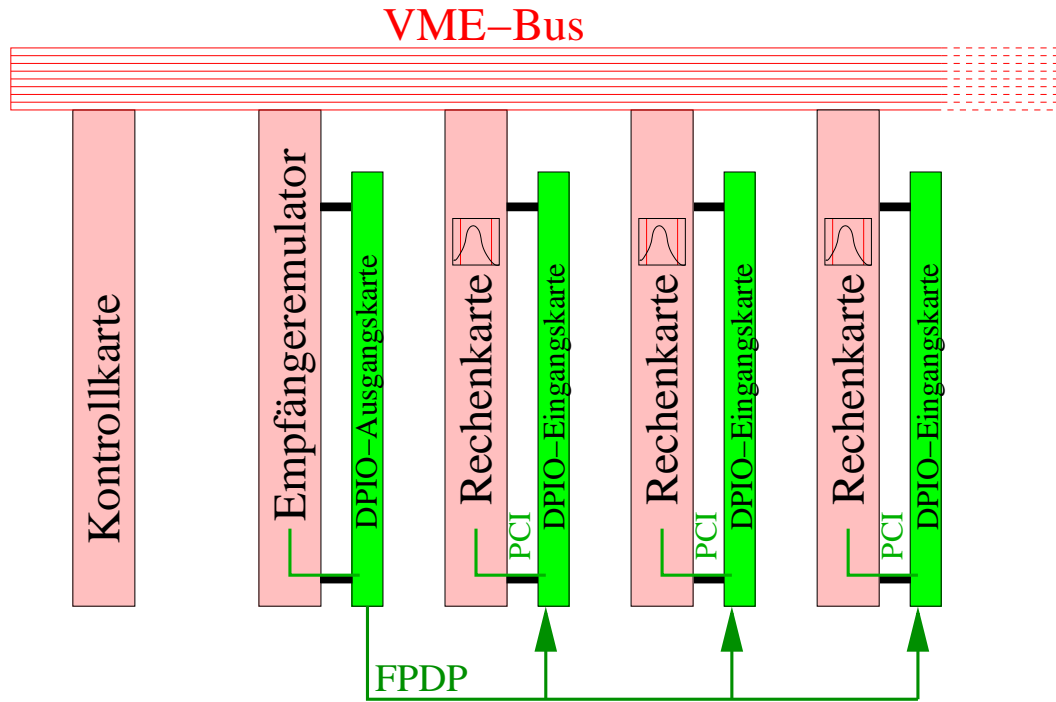 VME–Bus
Kontrollkarte
Empfängeremulator
DPIO–Ausgangskarte
Rechenkarte
PCI
DPIO–Eingangskarte
Rechenkarte
PCI
DPIO–Eingangskarte
Rechenkarte
PCI
DPIO–Eingangskarte
FPDP